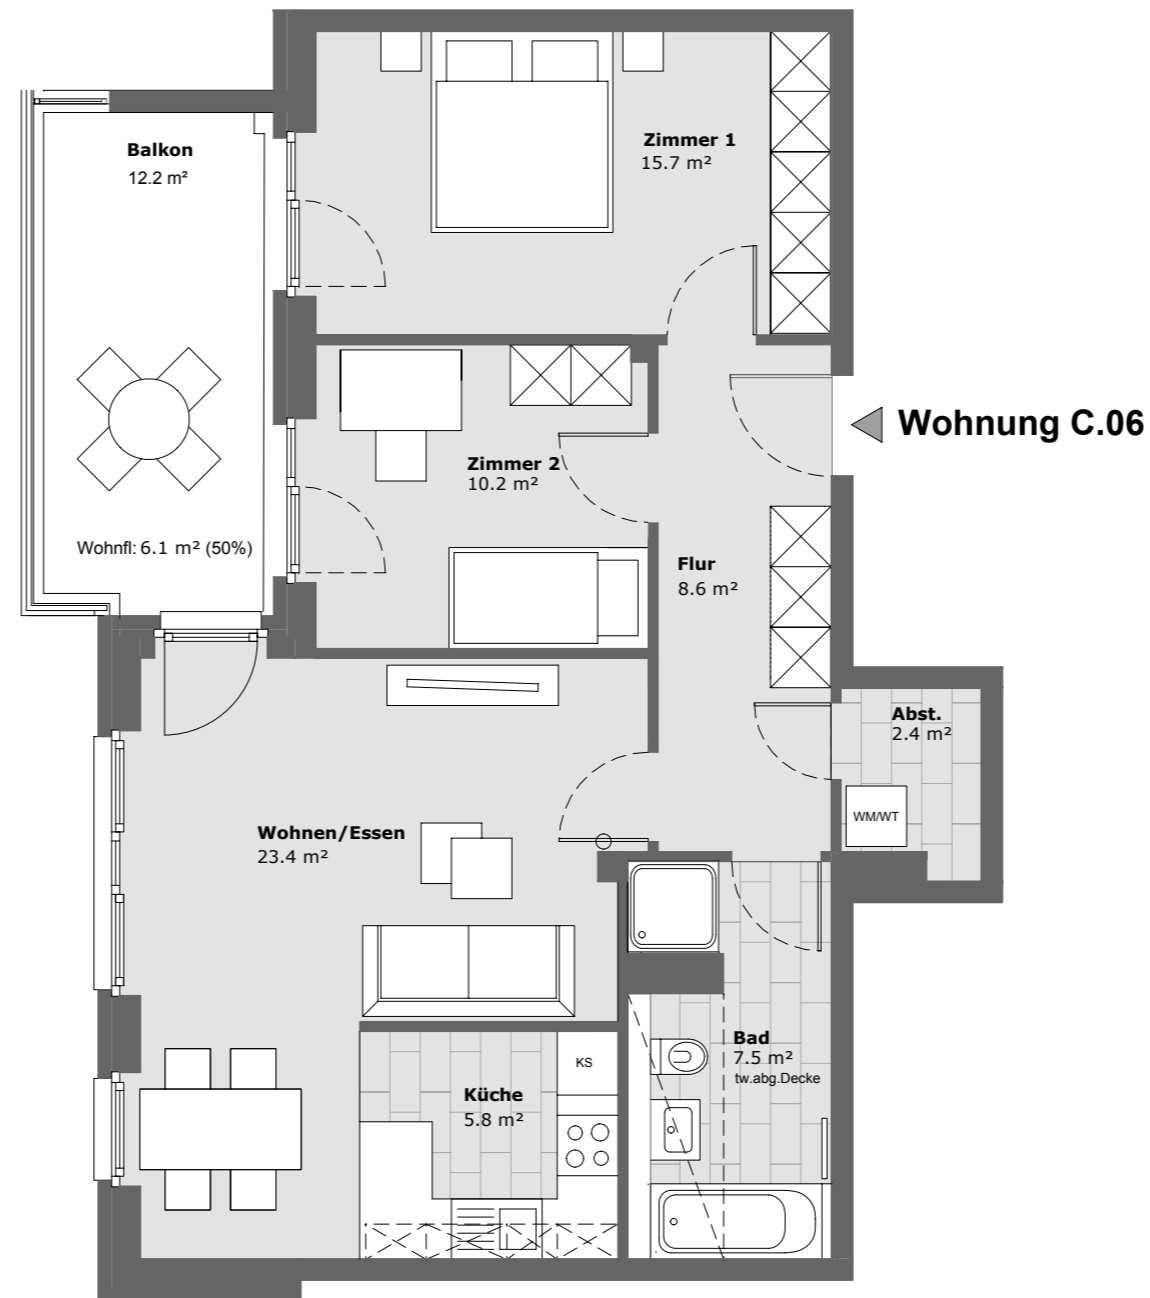 Balkon
12.2 m²
Zimmer 1
15.7 m²
Wohnung C.06
Zimmer 2
10.2 m²
Wohnfl: 6.1 m² (50%)
Flur
8.6 m²
Abst.
2.4 m²
WM/WT
Wohnen/Essen
23.4 m²
Bad
7.5 m²
tw.abg.Decke
KS
Küche
5.8 m²